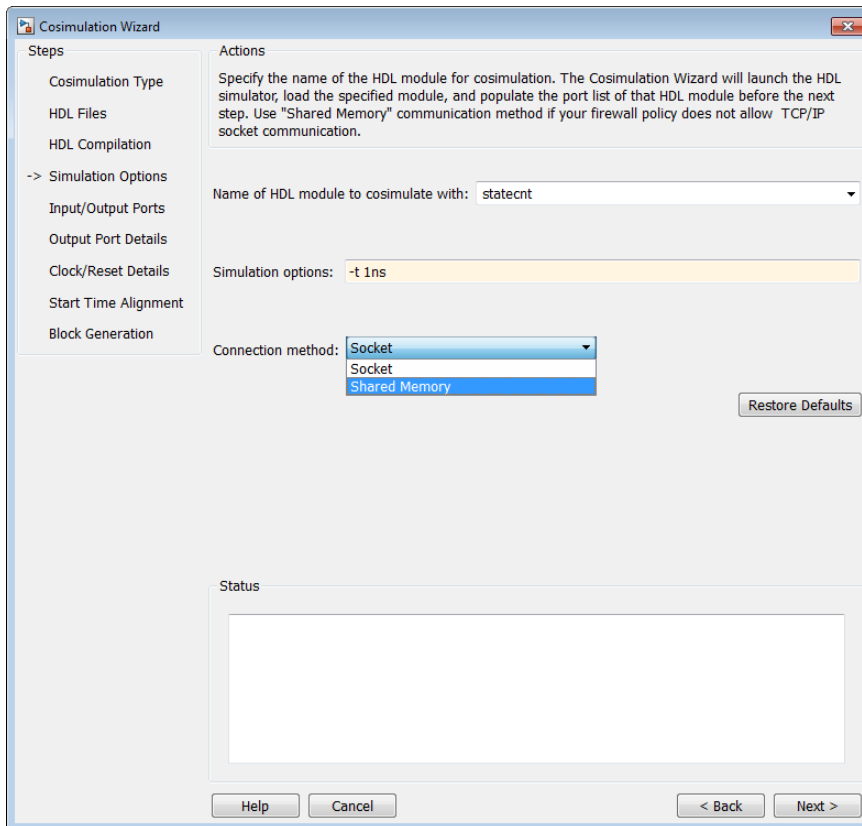 Cosimulation Wizard
Steps
Cosimulation Type
HDL Files
HDL Compilation
-> Simulation Options
Input/Output Ports
Output Port Details
Clock/Reset Details
Start Time Alignment
Block Generation
Actions
Specify the name of the HDL module for cosimulation. The Cosimulation Wizard will launch the HDL
simulator, load the specified module, and populate the port list of that HDL module before the next
step. Use "Shared Memory" communication method if your firewall policy does not allow TCP/IP
socket communication.
Name of HDL module to cosimulate with: statecnt
Simulation options: -t 1ns
Connection method: Socket
Socket
Shared Memory
Restore Defaults
Status
Help Cancel < Back Next >